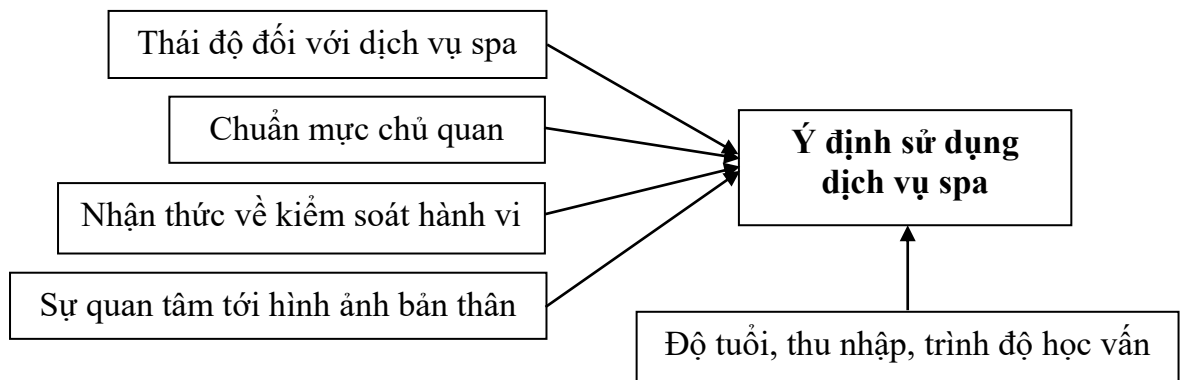 Thái độ đối với dịch vụ spa
Chuẩn mực chủ quan
Nhận thức về kiểm soát hành vi
Sự quan tâm tới hình ảnh bản thân
Ý định sử dụng
dịch vụ spa
Độ tuổi, thu nhập, trình độ học vấn